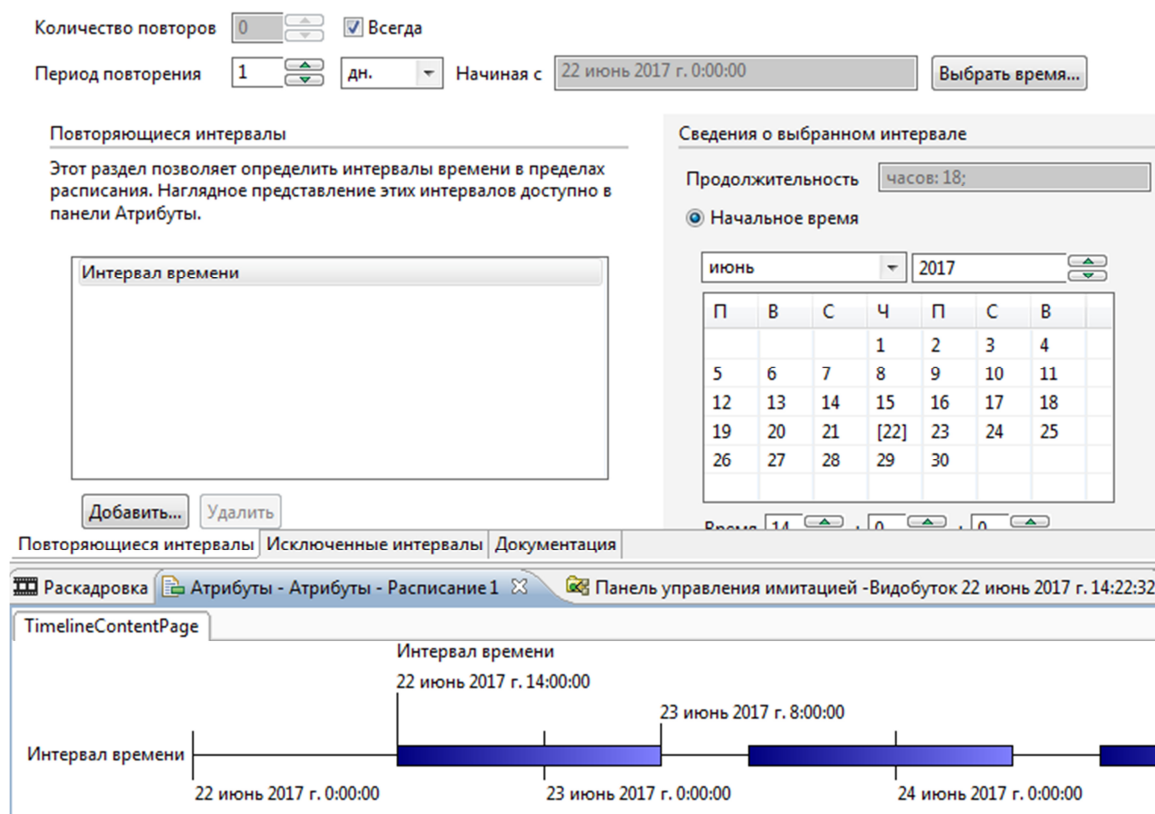 Количество повторов 0 Всегда
Период повторения 1 дн. Начиная с 22 июнь 2017 г. 0:00:00 Выбрать время...
Повторяющиеся интервалы
Этот раздел позволяет определить интервалы времени в пределах
расписания. Наглядное представление этих интервалов доступно в
панели Атрибуты.
Интервал времени
Добавить... Удалить
Сведения о выбранном интервале
Продолжительность часов: 18;
Начальное время
июнь 2017
П В С Ч П С В
1 2 3 4
5 6 7 8 9 10 11
12 13 14 15 16 17 18
19 20 21 [22] 23 24 25
26 27 28 29 30
Время 14 : 0 : 0
Повторяющиеся интервалы Исключенные интервалы Документация
Раскадровка Атрибуты - Атрибуты - Расписание 1 Панель управления имитацией -Видобуток 22 июнь 2017 г. 14:22:32
TimelineContentPage
Интервал времени
22 июнь 2017 г. 14:00:00
23 июнь 2017 г. 8:00:00
Интервал времени
22 июнь 2017 г. 0:00:00 23 июнь 2017 г. 0:00:00 24 июнь 2017 г. 0:00:00